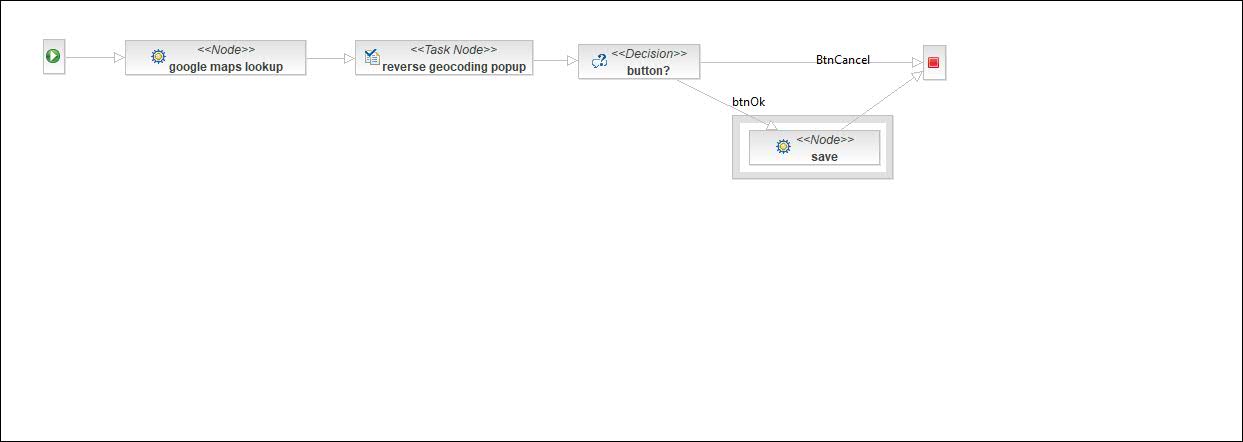 <<Node>>
google maps lookup
<<Task Node>>
reverse geocoding popup
<<Decision>>
button?
BtnCancel
btnOk
<<Node>>
save